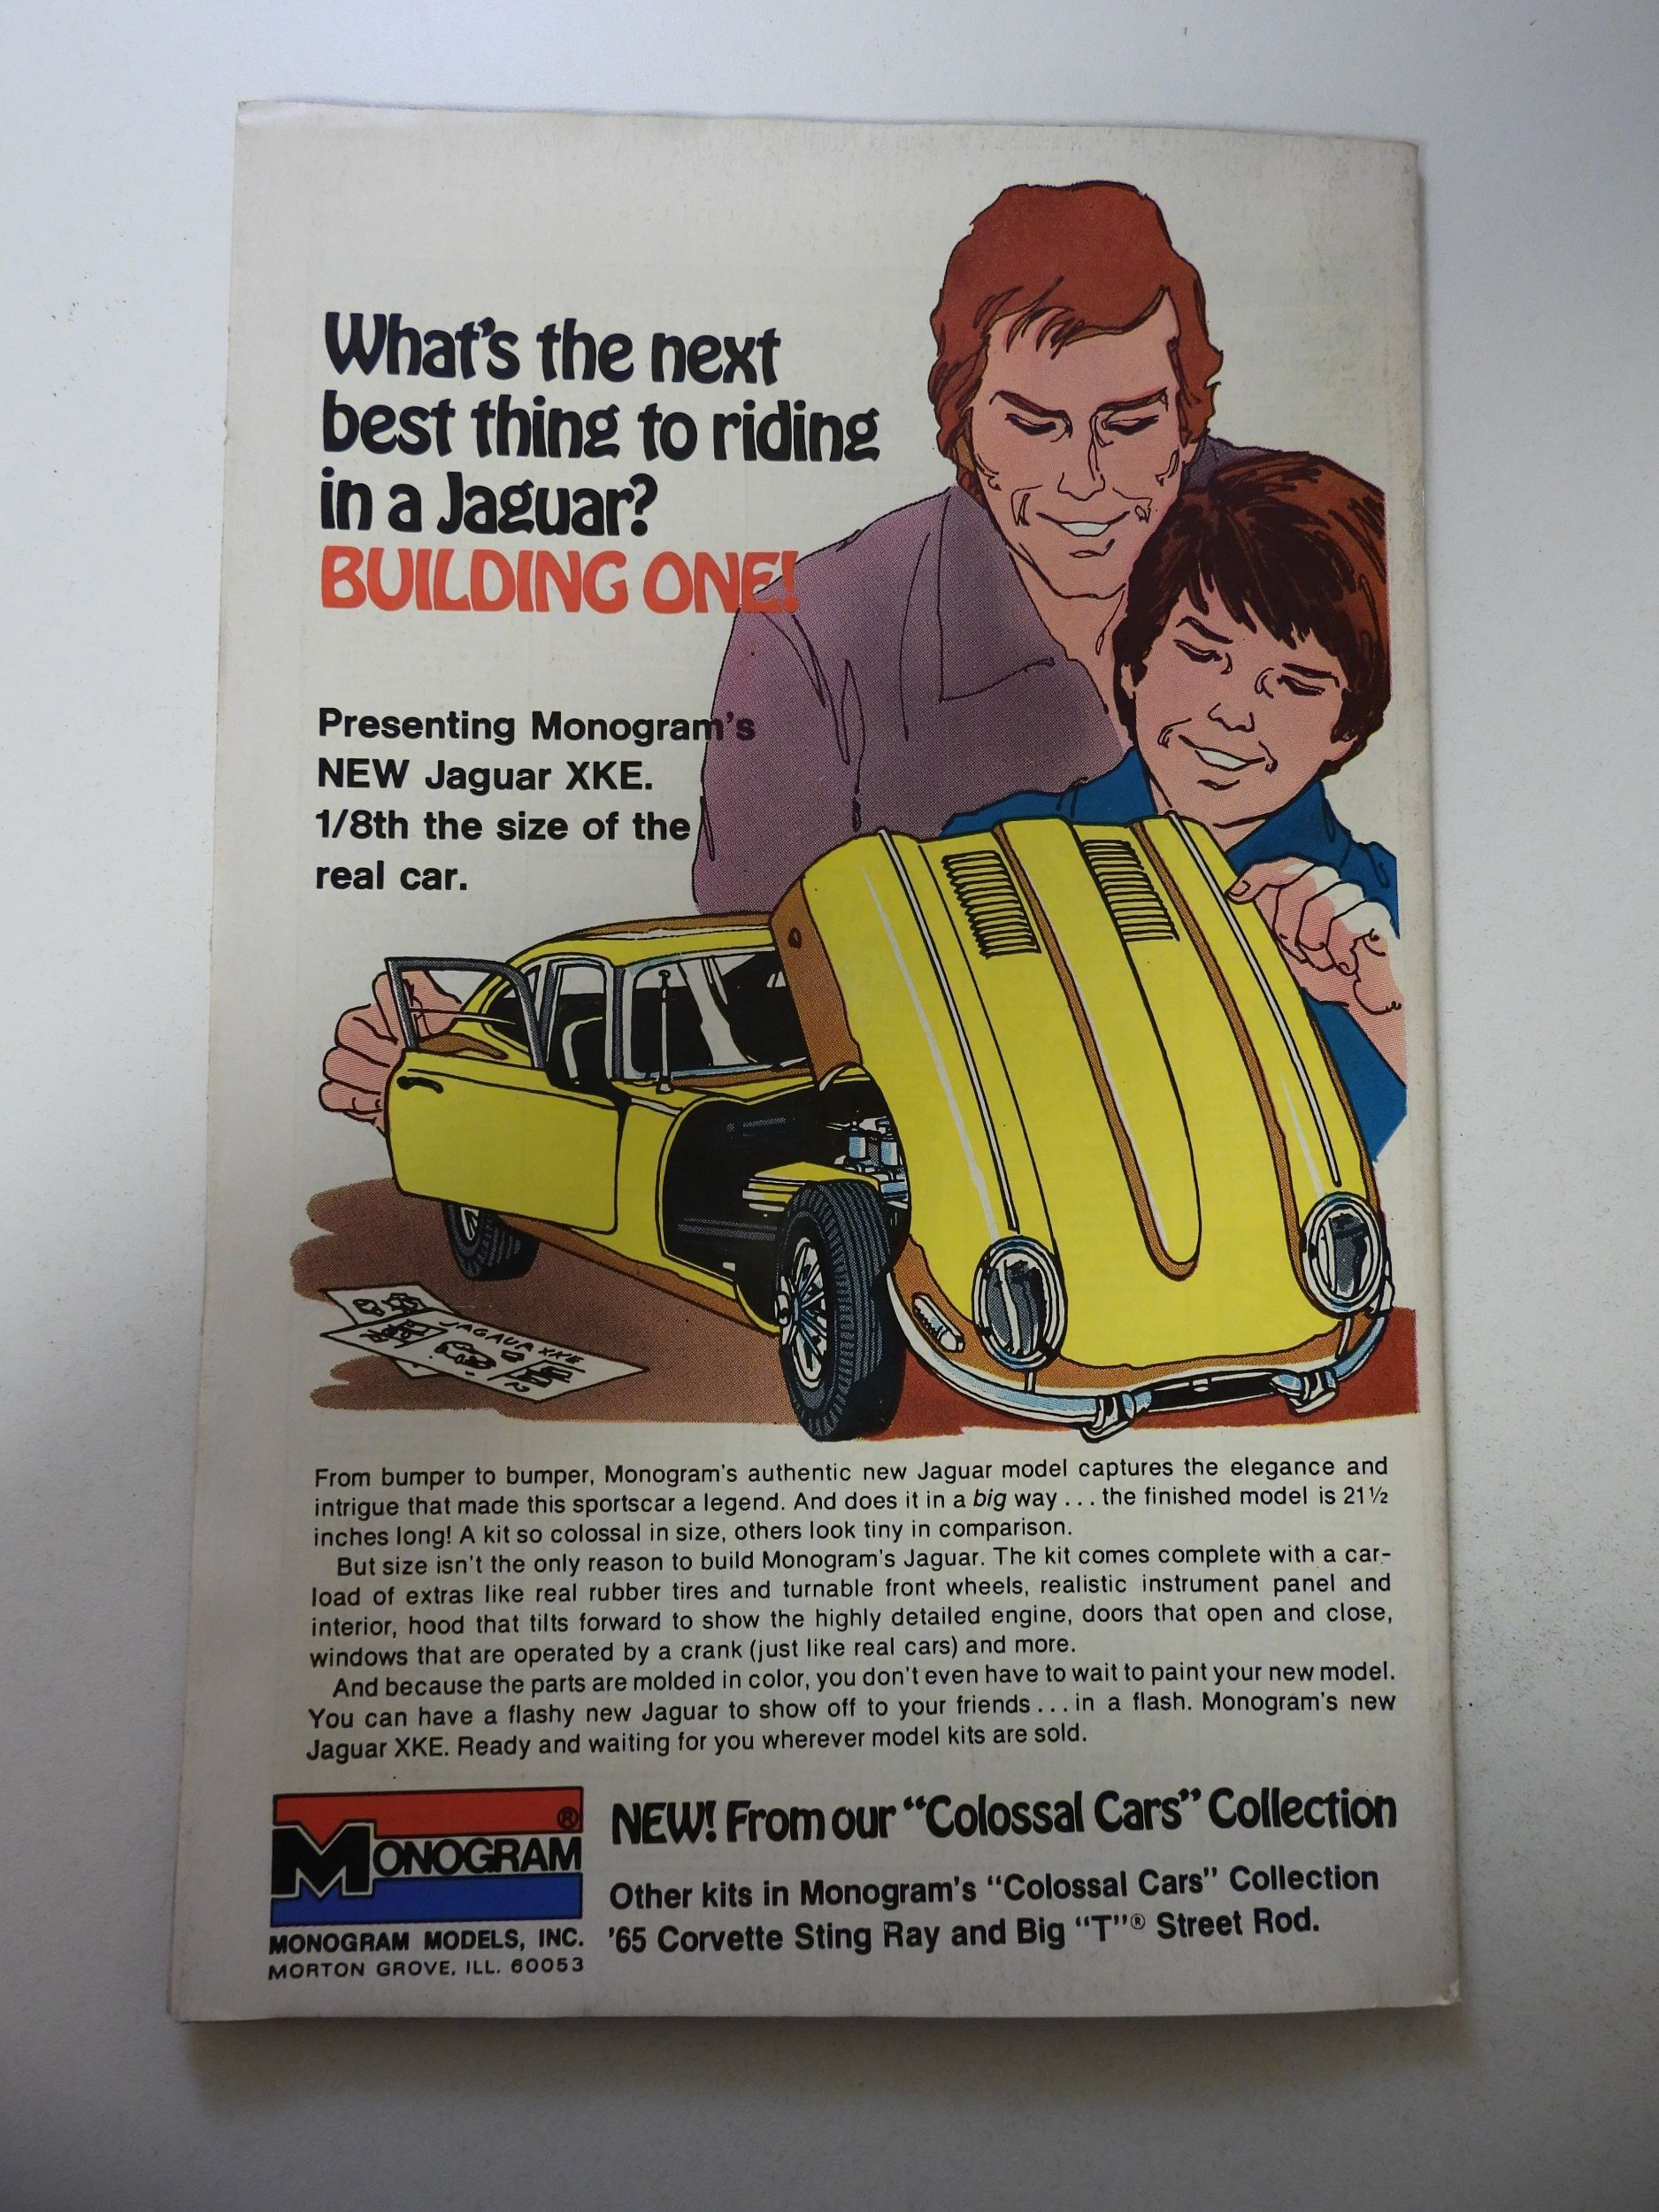 What's the next
best thing to riding
in a Jaguar?
BUILDING ONE!
Presenting Monogram's
NEW Jaguar XKE.
1/8th the size of the
real car.
JAGAUR XKE
From bumper to bumper, Monogram's authentic new Jaguar model captures the elegance and
intrigue that made this sportscar a legend. And does it in a big way . . . the finished model is 21½
inches long! A kit so colossal in size, others look tiny in comparison.
But size isn't the only reason to build Monogram's Jaguar. The kit comes complete with a car-
load of extras like real rubber tires and turnable front wheels, realistic instrument panel and
interior, hood that tilts forward to show the highly detailed engine, doors that open and close,
windows that are operated by a crank (just like real cars) and more.
And because the parts are molded in color, you don't even have to wait to paint your new model.
You can have a flashy new Jaguar to show off to your friends . . . in a flash. Monogram's new
Jaguar XKE. Ready and waiting for you wherever model kits are sold.
MONOGRAM®
MONOGRAM MODELS, INC.
MORTON GROVE, ILL. 60053
NEW! From our “Colossal Cars” Collection
Other kits in Monogram's “Colossal Cars” Collection
'65 Corvette Sting Ray and Big “T”® Street Rod.